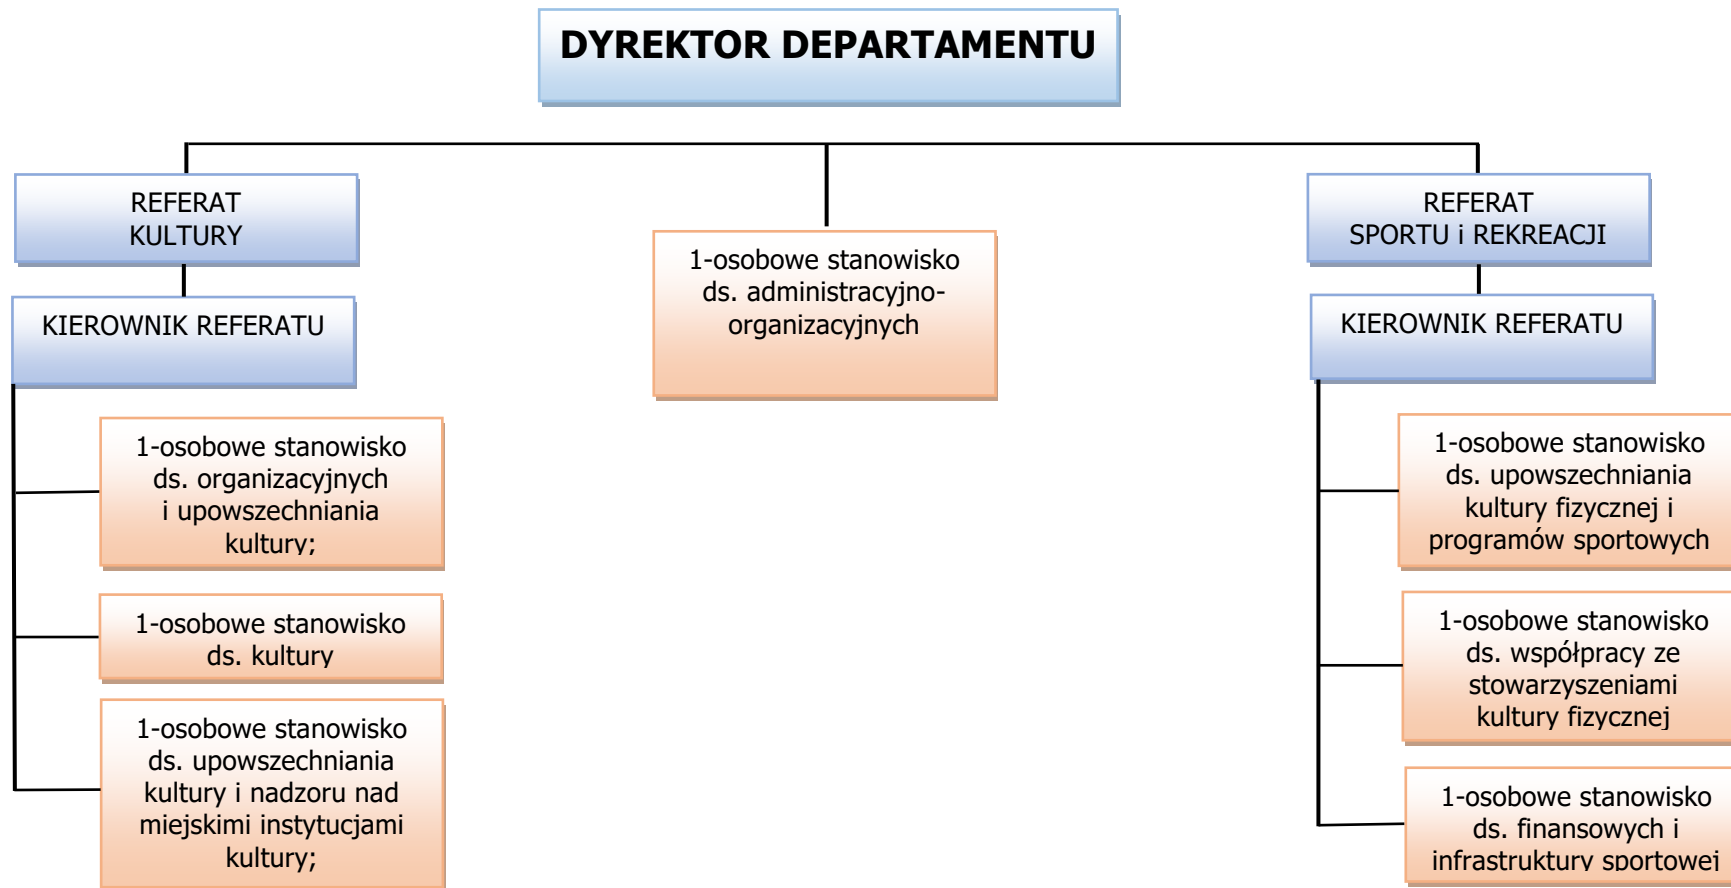 DYREKTOR DEPARTAMENTU
REFERAT
KULTURY
KIEROWNIK REFERATU
1-osobowe stanowisko
ds. organizacyjnych
i upowszechniania
kultury;
1-osobowe stanowisko
ds. kultury
1-osobowe stanowisko
ds. upowszechniania
kultury i nadzoru nad
miejskimi instytucjami
kultury;
1-osobowe stanowisko
ds. administracyjno-
organizacyjnych
REFERAT
SPORTU i REKREACJI
KIEROWNIK REFERATU
1-osobowe stanowisko
ds. upowszechniania
kultury fizycznej i
programów sportowych
1-osobowe stanowisko
ds. współpracy ze
stowarzyszeniami
kultury fizycznej
1-osobowe stanowisko
ds. finansowych i
infrastruktury sportowej